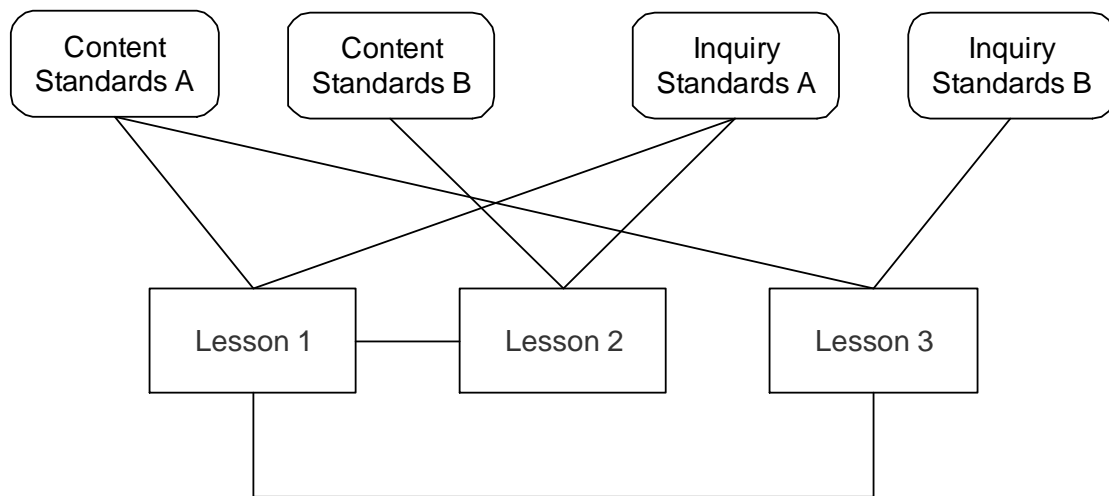 Content
Standards A
Content
Standards B
Inquiry
Standards A
Inquiry
Standards B
Lesson 1
Lesson 2
Lesson 3